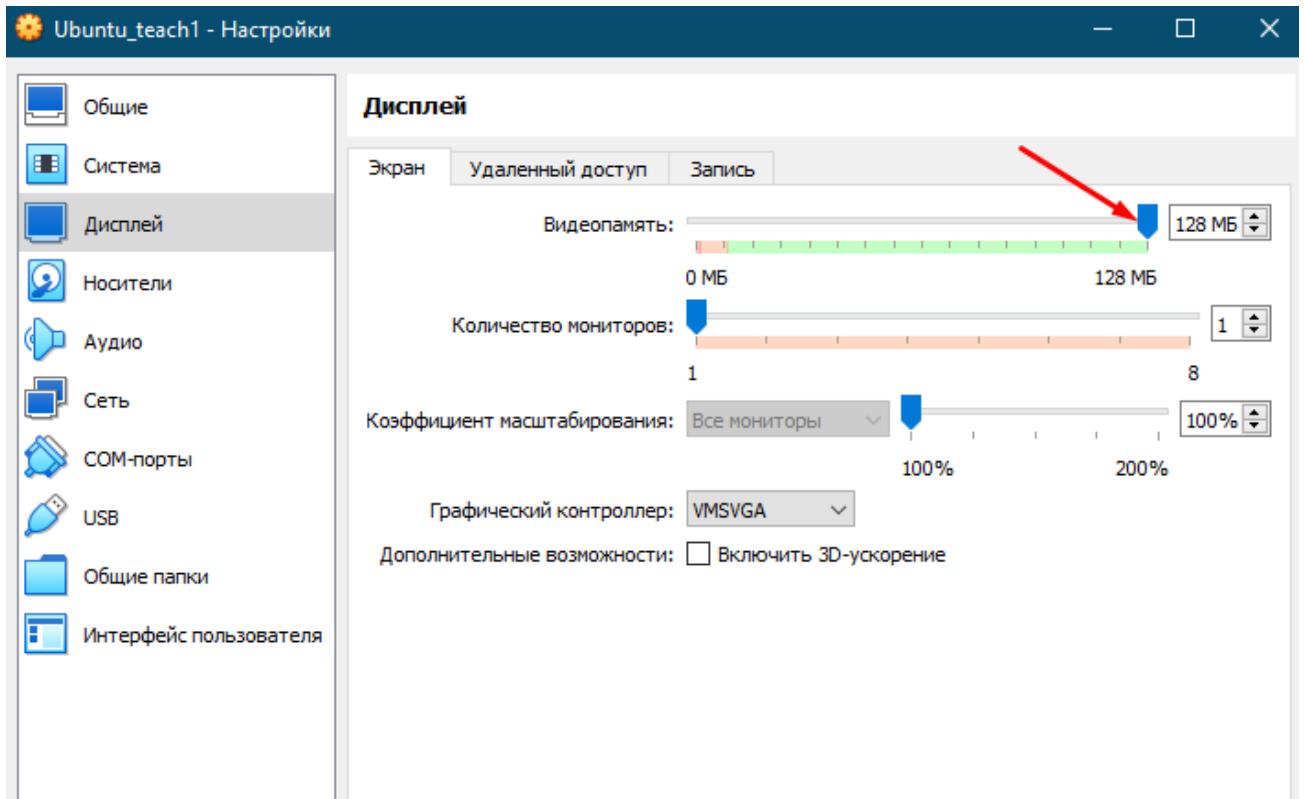 Ubuntu_teach1 - Настройки
Общие
Система
Дисплей
Носители
Аудио
Сеть
COM-порты
USB
Общие папки
Интерфейс пользователя
Дисплей
Экран Удаленный доступ Запись
Видеопамять: 128 МБ
0 МБ 128 МБ
Количество мониторов: 1
1 8
Коэффициент масштабирования: Все мониторы 100%
100% 200%
Графический контроллер: VMSVGA
Дополнительные возможности: Включить 3D-ускорение